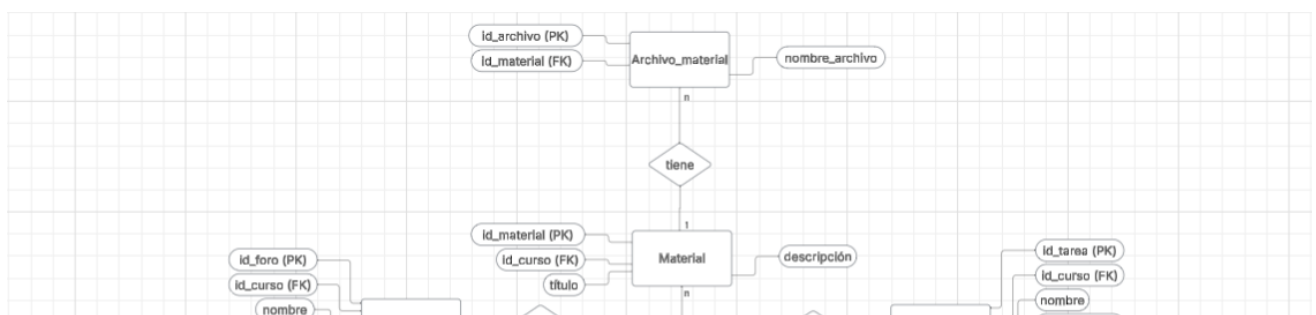 id_archivo (PK)
id_material (FK)
Archivo_material
nombre_archivo
n
tiene
1
id_material (PK)
id_curso (FK)
título
Material
descripción
n
id_foro (PK)
id_curso (FK)
nombre
id_tarea (PK)
id_curso (FK)
nombre